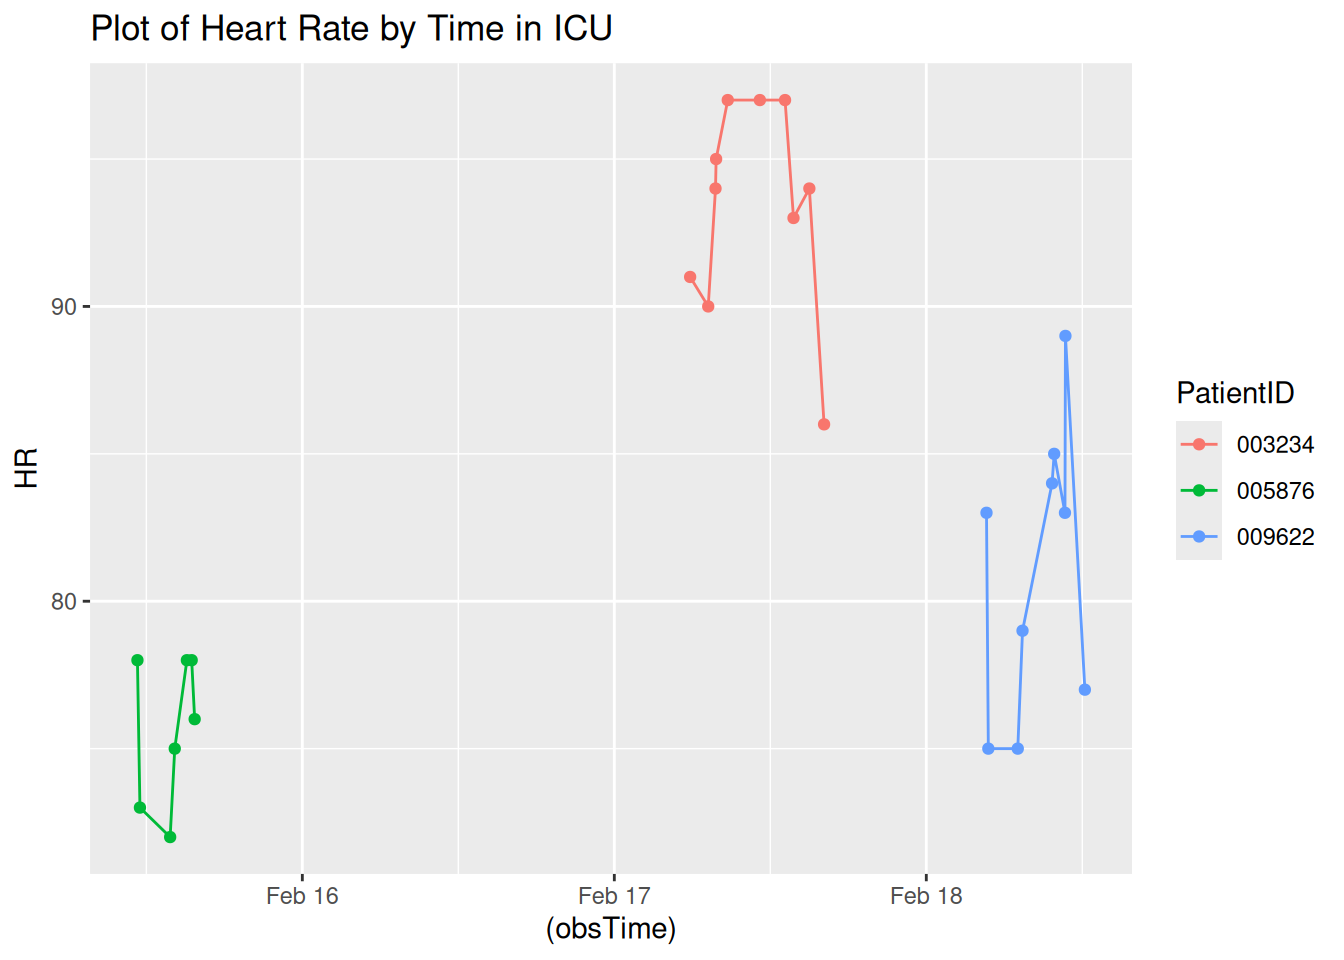 Plot of Heart Rate by Time in ICU
90
80
HR
Feb 16
Feb 17
Feb 18
(obsTime)
PatientID
003234
005876
009622